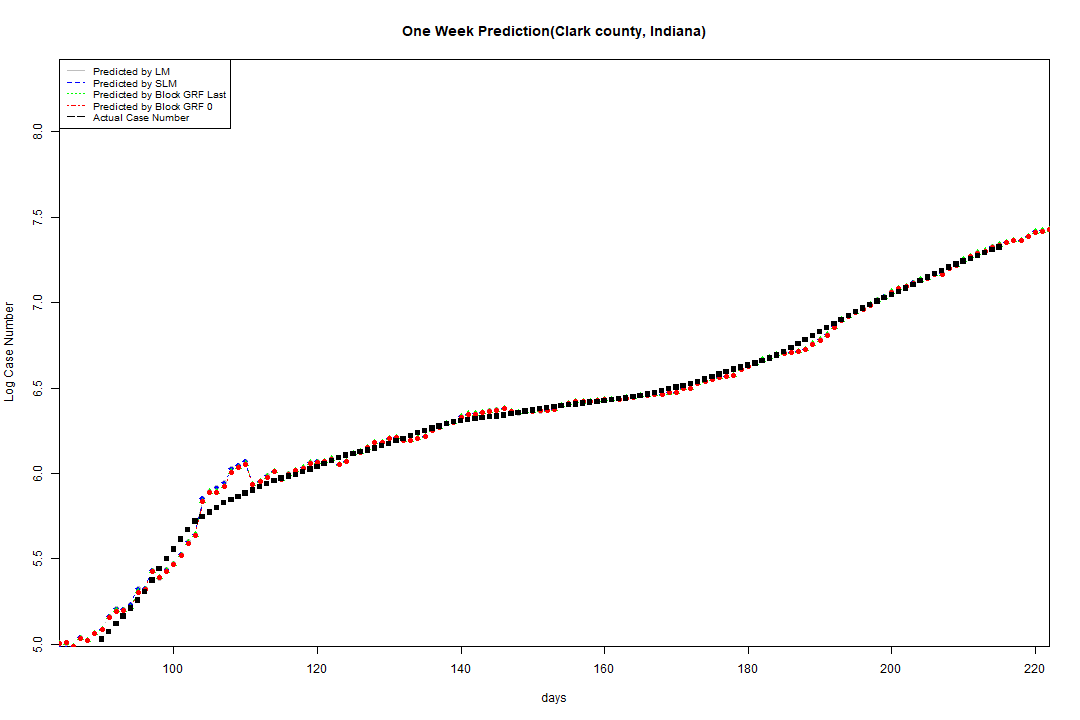 One Week Prediction(Clark county, Indiana)
Predicted by LM
Predicted by SLM
Predicted by Block GRF Last
Predicted by Block GRF 0
Actual Case Number
8.0
7.5
7.0
6.5
6.0
5.5
5.0
Log Case Number
100 120 140 160 180 200 220
days